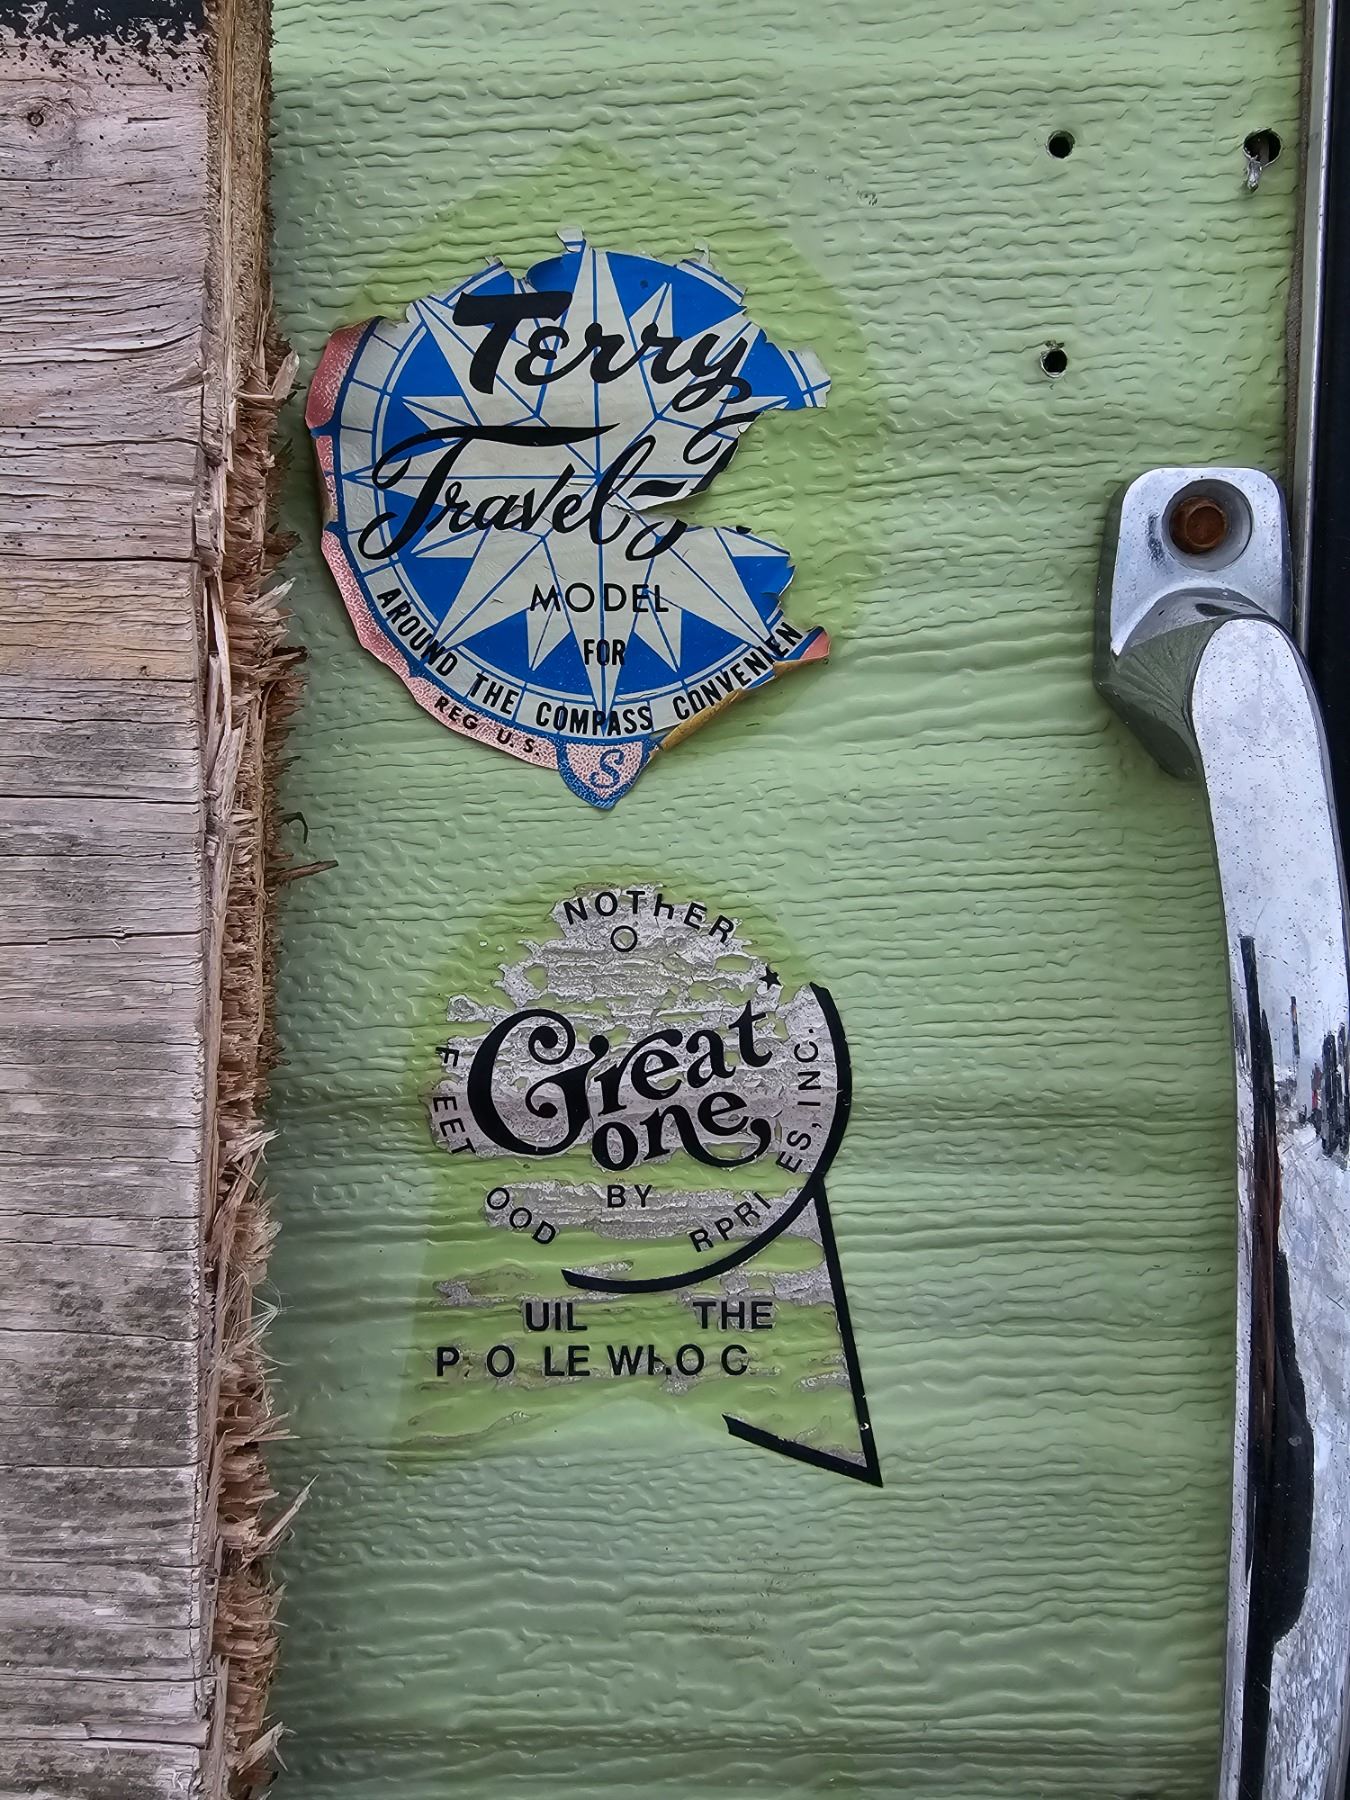 Terry
Travel-
MODEL
FOR
AROUND THE COMPASS CONVENIEN
REG U. S.
S
NOThER
O
Great
one
BY
FEET
OOD
RPRI ES, INC.
UIL THE
P O LE WHO C